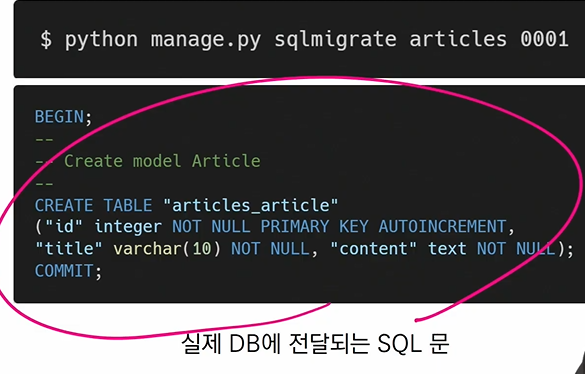 $ python manage.py sqlmigrate articles 0001
BEGIN;
--
-- Create model Article
--
CREATE TABLE "articles_article"
("id" integer NOT NULL PRIMARY KEY AUTOINCREMENT,
"title" varchar(10) NOT NULL, "content" text NOT NULL);
COMMIT;
실제 DB에 전달되는 SQL 문